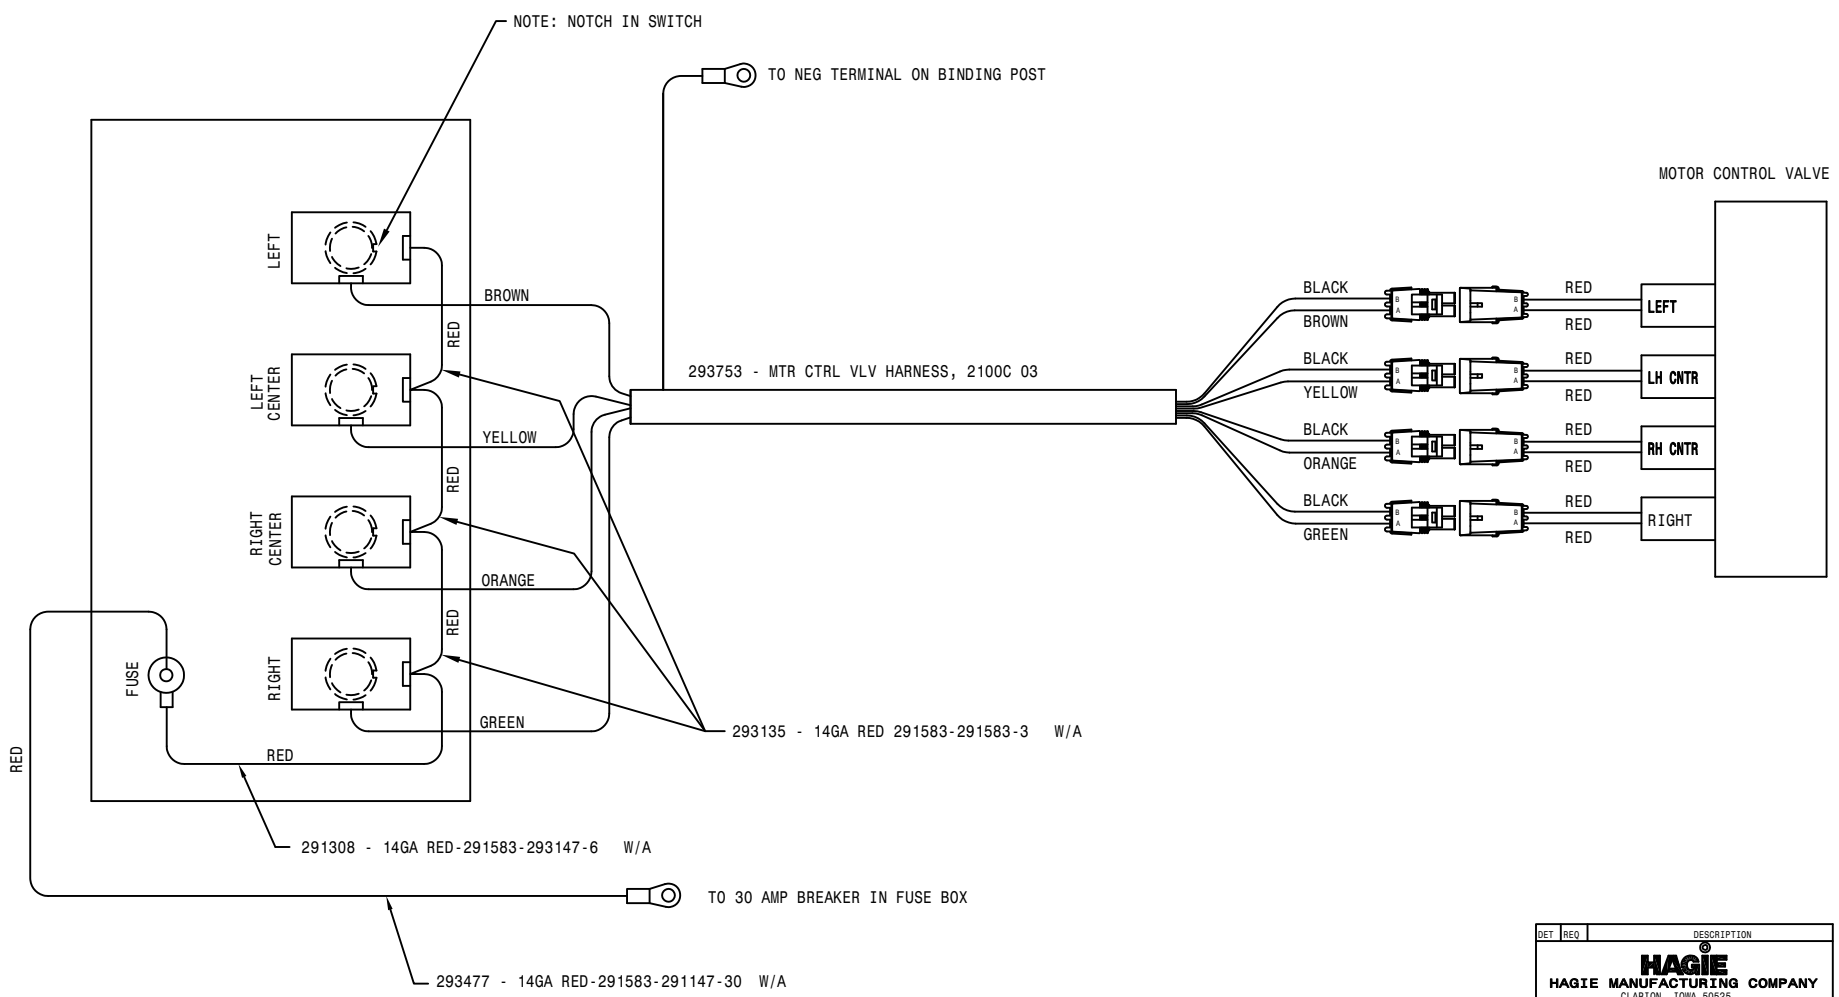 NOTE: NOTCH IN SWITCH
TO NEG TERMINAL ON BINDING POST
MOTOR CONTROL VALVE
LEFT
BROWN
RED
LEFT
CENTER
YELLOW
RED
RIGHT
CENTER
ORANGE
RED
RIGHT
GREEN
FUSE
RED
RED
293753 - MTR CTRL VLV HARNESS, 2100C 03
BLACK
BROWN
B
A
B
A
RED
RED
LEFT
BLACK
YELLOW
B
A
B
A
RED
RED
LH CNTR
BLACK
ORANGE
B
A
B
A
RED
RED
RH CNTR
BLACK
GREEN
B
A
B
A
RED
RED
RIGHT
293135 - 14GA RED 291583-291583-3 W/A
291308 - 14GA RED-291583-293147-6 W/A
TO 30 AMP BREAKER IN FUSE BOX
293477 - 14GA RED-291583-291147-30 W/A
DET REQ DESCRIPTION
HAGIE
HAGIE MANUFACTURING COMPANY
CLARION, IOWA 50525